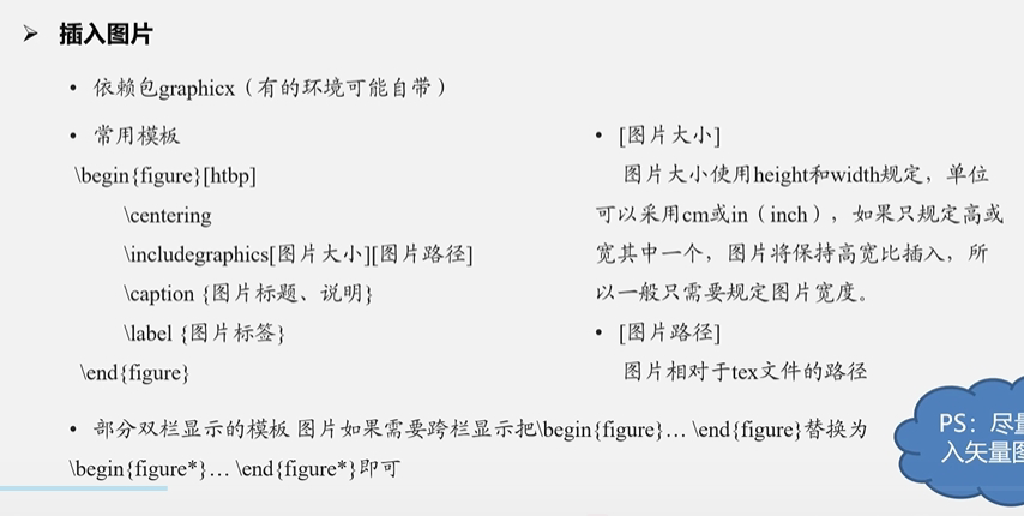 ➢ 插入图片
• 依赖包graphicx（有的环境可能自带）
• 常用模板
\begin{figure}[htbp]
\centering
\includegraphics[图片大小][图片路径]
\caption {图片标题、说明}
\label {图片标签}
\end{figure}
• [图片大小]
图片大小使用height和width规定，单位
可以采用cm或in（inch），如果只规定高或
宽其中一个，图片将保持高宽比插入，所
以一般只需要规定图片宽度。
• [图片路径]
图片相对于tex文件的路径
• 部分双栏显示的模板 图片如果需要跨栏显示把\begin{figure}… \end{figure}替换为
\begin{figure*}… \end{figure*}即可
PS：尽量
入矢量图